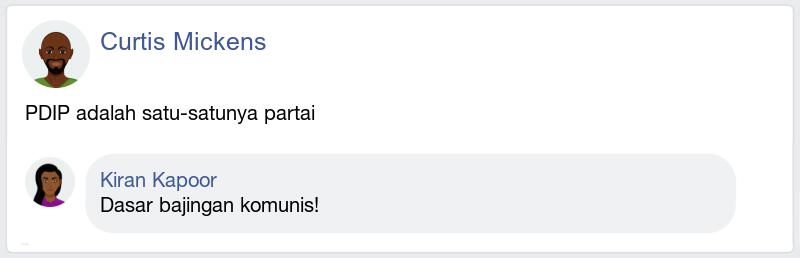 Curtis Mickens
PDIP adalah satu-satunya partai
Kiran Kapoor
Dasar bajingan komunis!